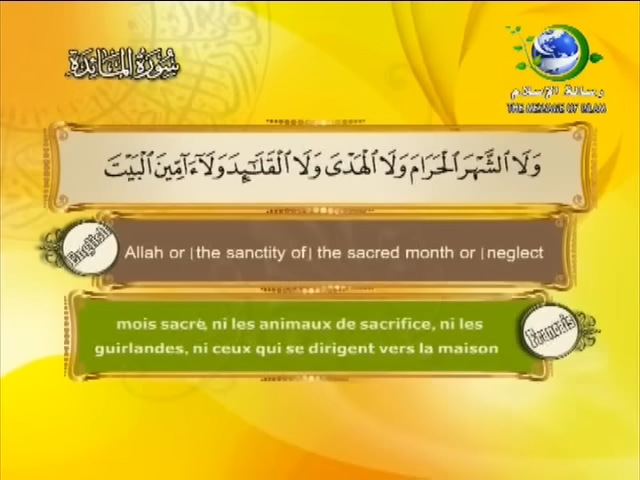 سورة المائدة
رسالة الإسلام
THE MESSAGE OF ISLAM
وَلَا ٱلشَّهْرَ ٱلْحَرَامَ وَلَا ٱلْهَدْىَ وَلَا ٱلْقَلَـٰٓئِدَ وَلَآ ءَآمِّينَ ٱلْبَيْتَ
English
Allah or [the sanctity of] the sacred month or [neglect
mois sacré, ni les animaux de sacrifice, ni les
guirlandes, ni ceux qui se dirigent vers la maison
Français